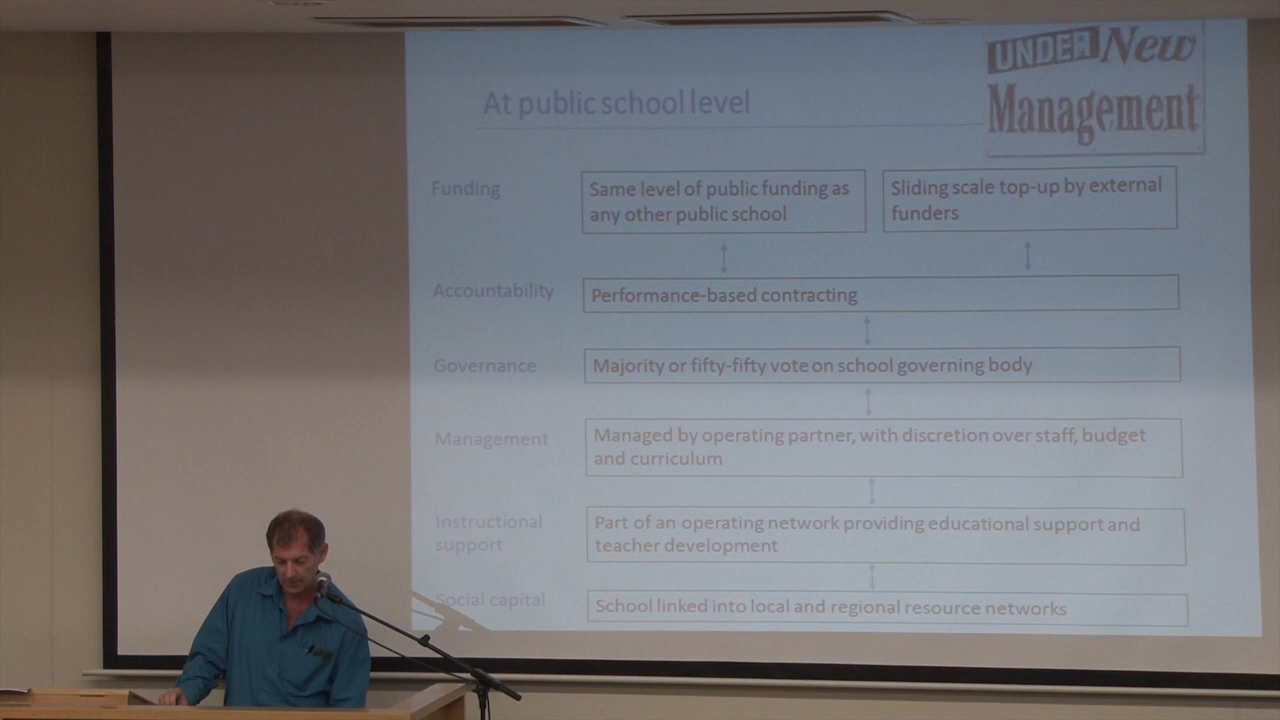 UNDER New
Management
At public school level
Funding
Same level of public funding as
any other public school
Sliding scale top-up by external
funders
Accountability
Performance-based contracting
Governance
Majority or fifty-fifty vote on school governing body
Management
Managed by operating partner, with discretion over staff, budget
and curriculum
Instructional
support
Part of an operating network providing educational support and
teacher development
Social capital
School linked into local and regional resource networks